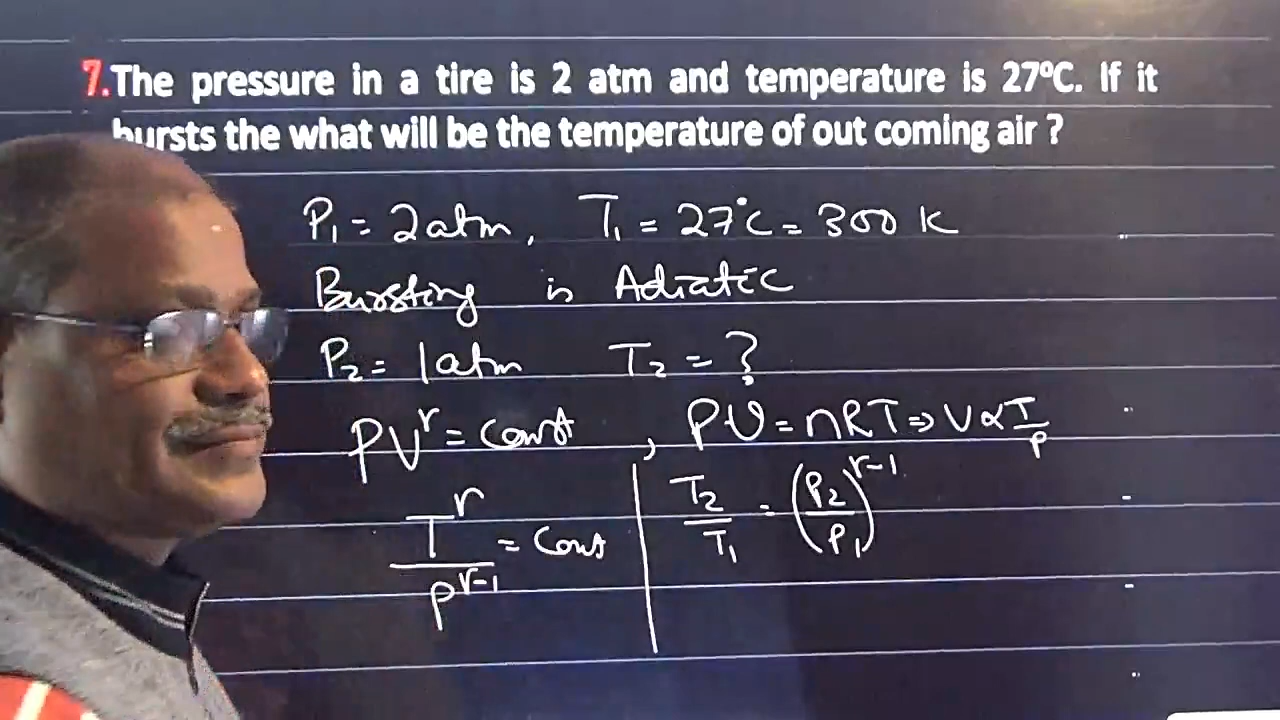 7.The pressure in a tire is 2 atm and temperature is 27⁰C. If it
bursts the what will be the temperature of out coming air ?
P₁ = 2atm, T₁ = 27°C = 300 K
Bursting is Adiatic
P₂ = 1atm T₂ = ?
PV^r = Const , PV = nRT ⇒ V ∝ T/P
T^r/P^(r-1) = Cons
T₂/T₁ = (P₂/P₁)^(r-1)